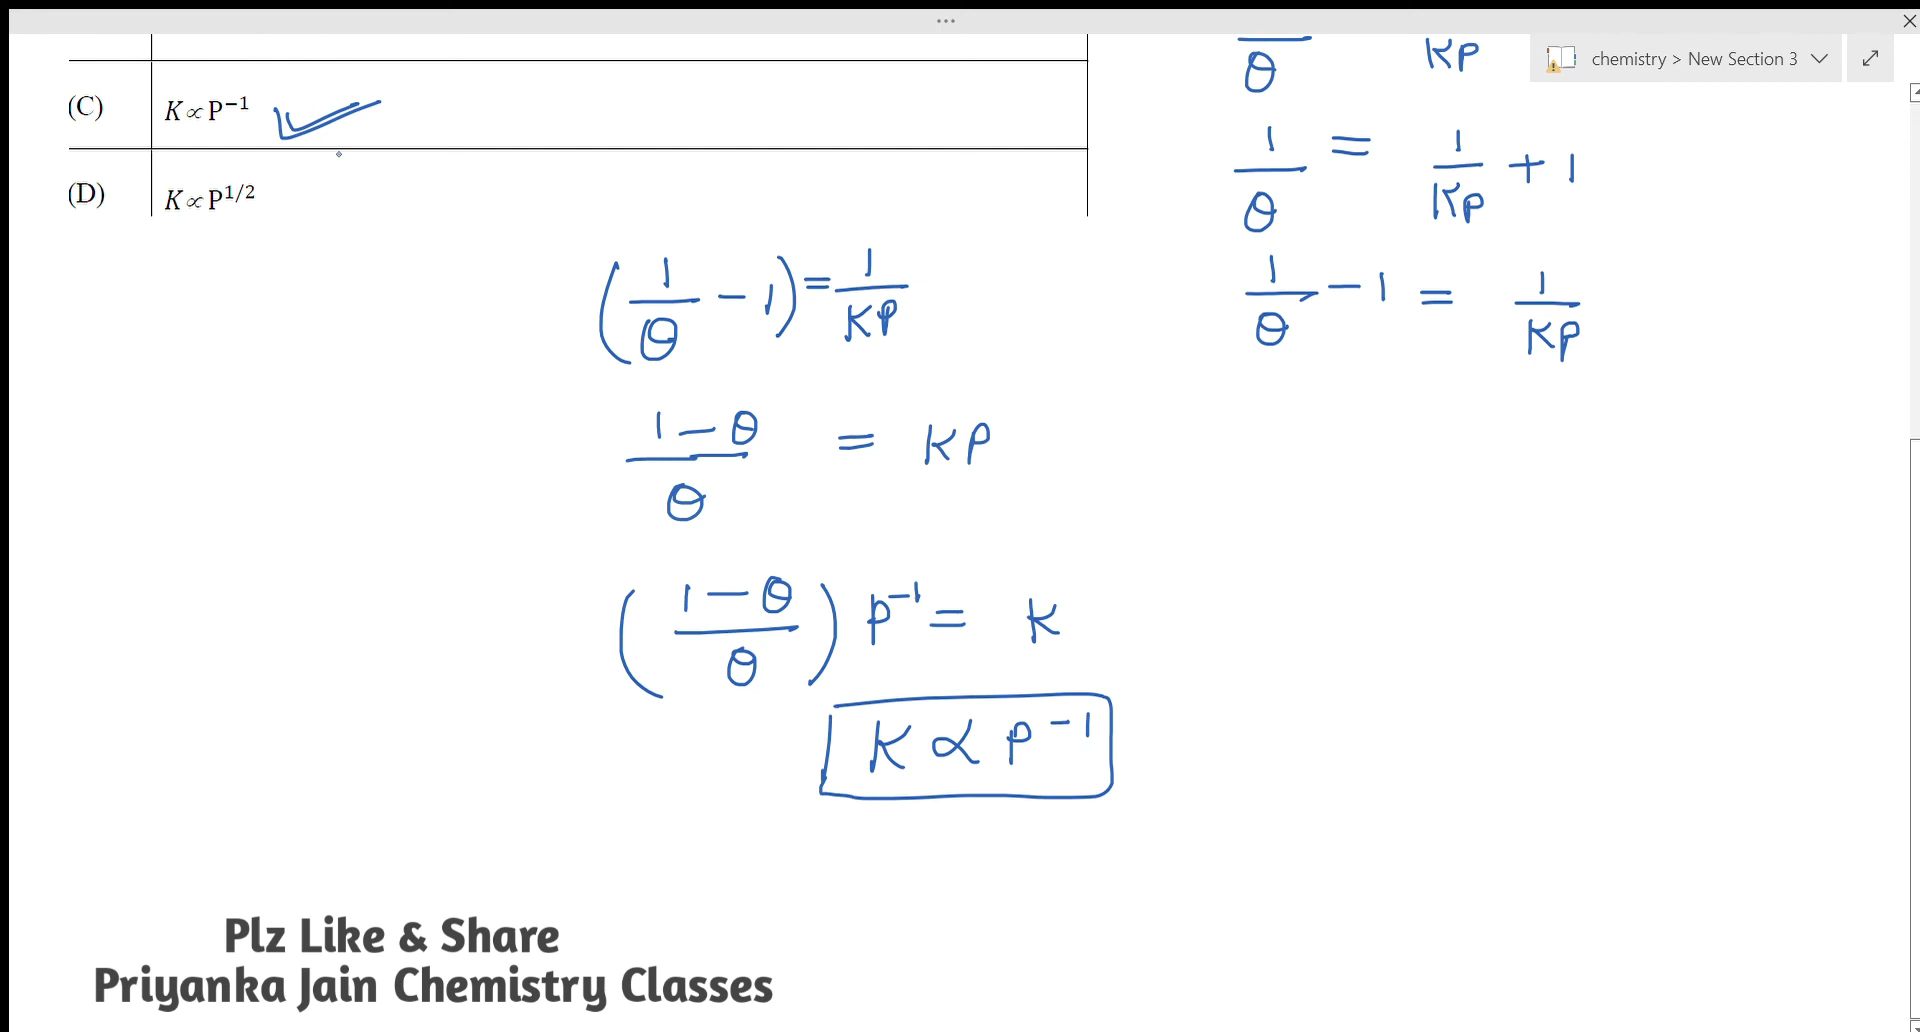 ...
chemistry > New Section 3
(C) K ∝ P⁻¹
(D) K ∝ P^1/2
θ KP
1/θ = 1/KP + 1
1/θ - 1 = 1/KP
(1/θ - 1) = 1/KP
1-θ/θ = KP
(1-θ/θ) P⁻¹ = K
K ∝ P⁻¹
Plz Like & Share
Priyanka Jain Chemistry Classes